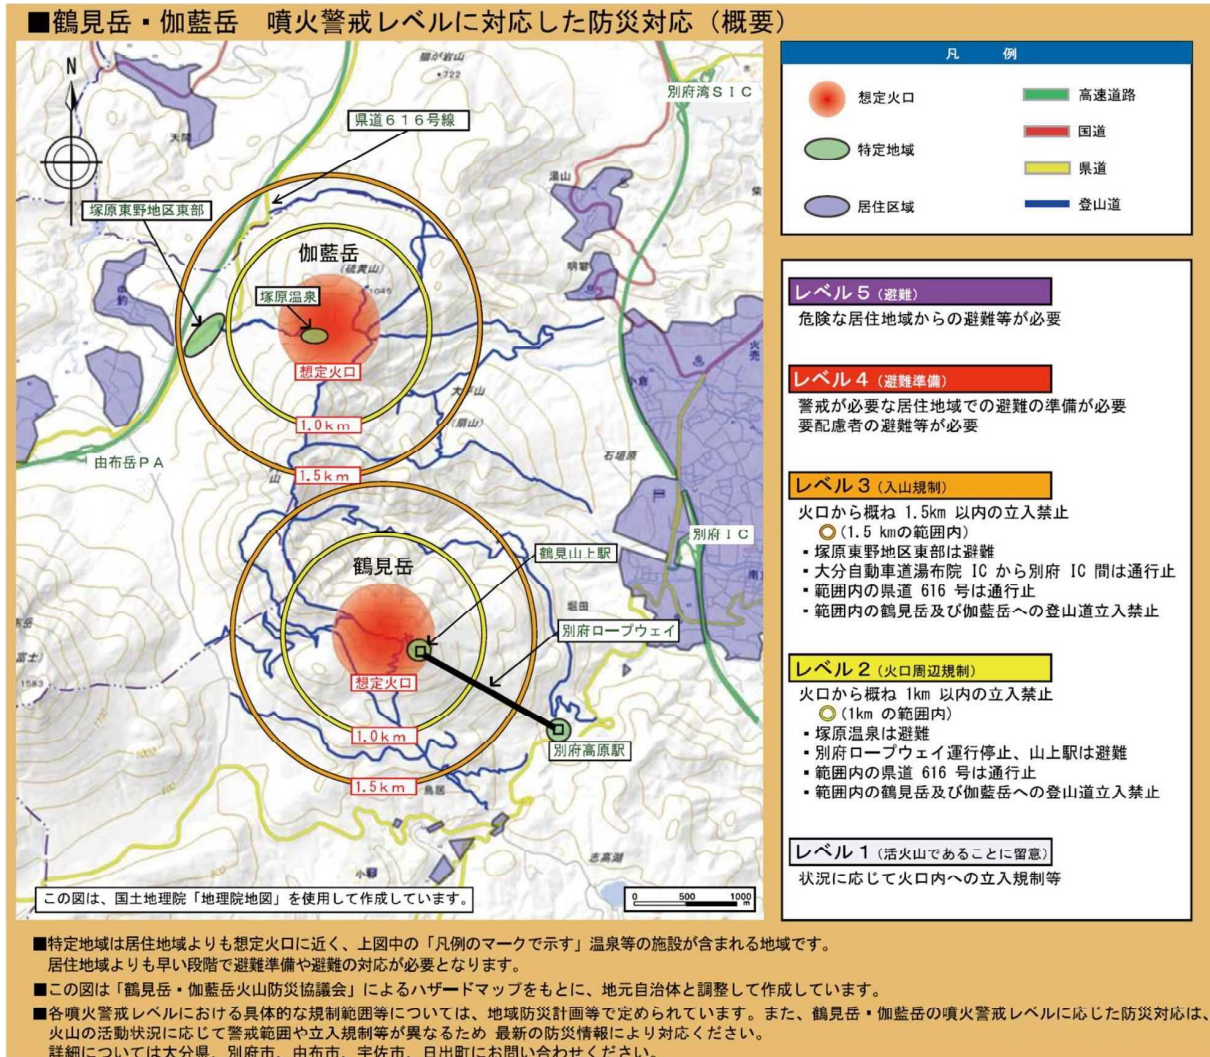 ■鶴見岳・伽藍岳　噴火警戒レベルに対応した防災対応（概要）
N
猫が岩山
・722
別府湾SIC
県道616号線
天間
湯山
塚原東野地区東部
伽藍岳
(硫黄山)
1045
明礬
塚原温泉
想定火口
火売
小倉
大平山
(扇山)
1.0km
由布岳PA
1.5km
石垣原
別府IC
鶴見山上駅
鶴見岳
堀田
別府ロープウェイ
想定火口
1583
1.0km
別府高原駅
1.5km
鳥居
志高湖
この図は、国土地理院「地理院地図」を使用して作成しています。
0 500 1000
m
凡　例
想定火口
特定地域
居住区域
高速道路
国道
県道
登山道
レベル5（避難）
危険な居住地域からの避難等が必要
レベル4（避難準備）
警戒が必要な居住地域での避難の準備が必要
要配慮者の避難等が必要
レベル3（入山規制）
火口から概ね 1.5km 以内の立入禁止
◎(1.5 kmの範囲内)
・塚原東野地区東部は避難
・大分自動車道湯布院 IC から別府 IC 間は通行止
・範囲内の県道 616 号は通行止
・範囲内の鶴見岳及び伽藍岳への登山道立入禁止
レベル2（火口周辺規制）
火口から概ね 1km 以内の立入禁止
◎(1km の範囲内)
・塚原温泉は避難
・別府ロープウェイ運行停止、山上駅は避難
・範囲内の県道 616 号は通行止
・範囲内の鶴見岳及び伽藍岳への登山道立入禁止
レベル1（活火山であることに留意）
状況に応じて火口内への立入規制等
■特定地域は居住地域よりも想定火口に近く、上図中の「凡例のマークで示す」温泉等の施設が含まれる地域です。
居住地域よりも早い段階で避難準備や避難の対応が必要となります。
■この図は「鶴見岳・伽藍岳火山防災協議会」によるハザードマップをもとに、地元自治体と調整して作成しています。
■各噴火警戒レベルにおける具体的な規制範囲等については、地域防災計画等で定められています。また、鶴見岳・伽藍岳の噴火警戒レベルに応じた防災対応は、
火山の活動状況に応じて警戒範囲や立入規制等が異なるため 最新の防災情報により対応ください。
詳細については大分県、別府市、由布市、宇佐市、日出町にお問い合わせください。